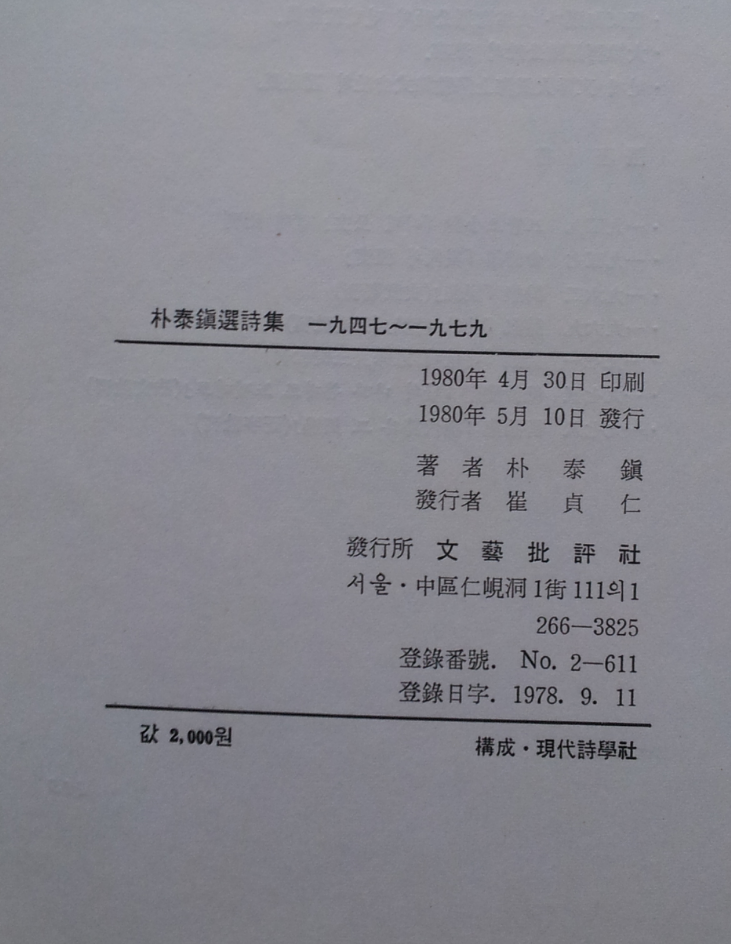 朴泰鎭選詩集 一九四七～一九七九
1980年 4月 30日 印刷
1980年 5月 10日 發行
著者 朴泰鎭
發行者 崔貞仁
發行所 文藝批評社
서울・中區仁峴洞1街111의1
266—3825
登錄番號. No. 2—611
登錄日字. 1978. 9. 11
값 2,000원
構成・現代詩學社